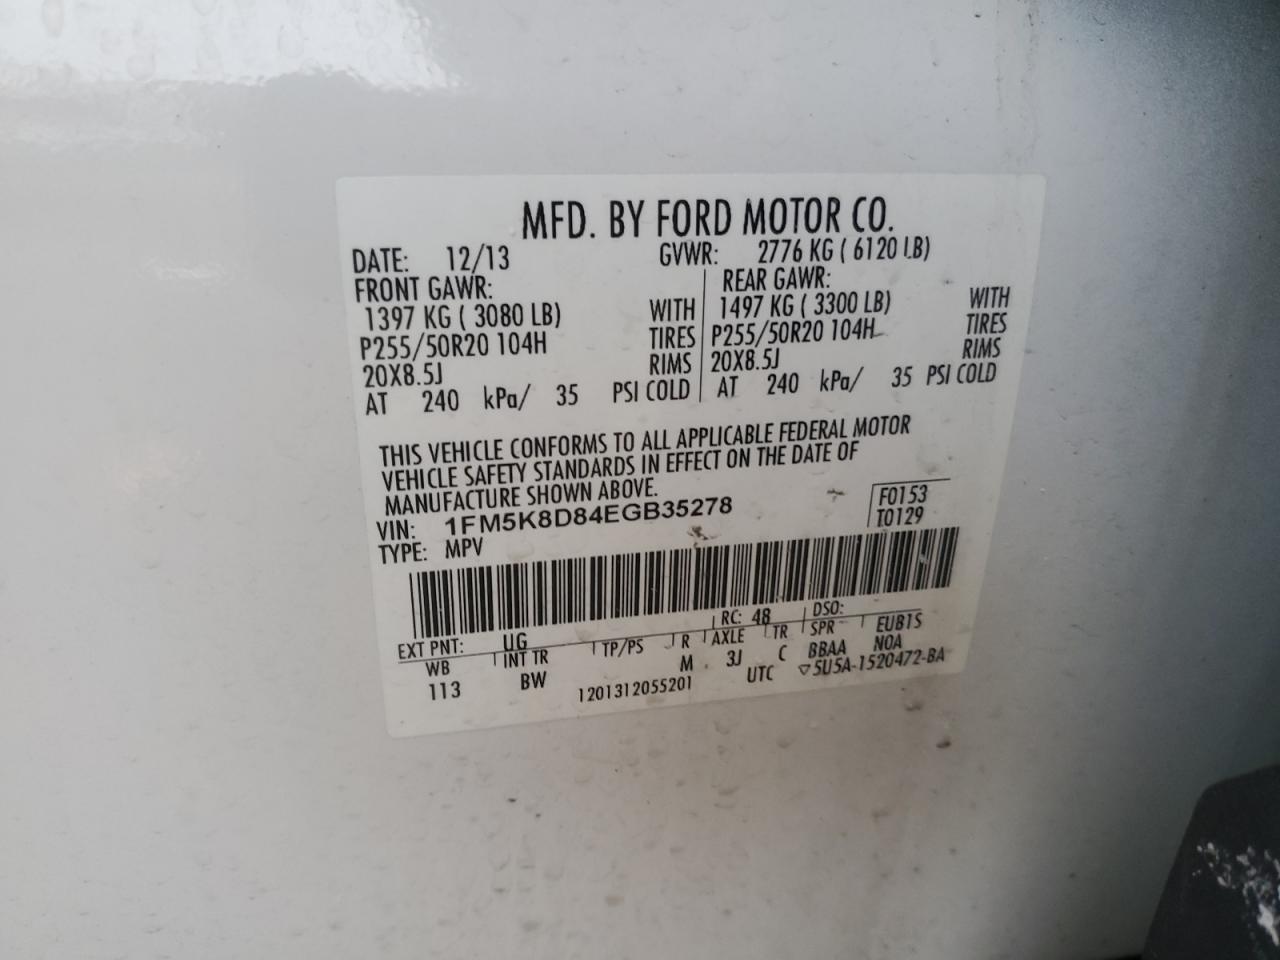 MFD. BY FORD MOTOR CO.
DATE: 12/13 GVWR: 2776 KG ( 6120 LB)
FRONT GAWR: REAR GAWR:
1397 KG ( 3080 LB) WITH 1497 KG ( 3300 LB) WITH
P255/50R20 104H TIRES P255/50R20 104H TIRES
20X8.5J RIMS 20X8.5J RIMS
AT 240 kPa/ 35 PSI COLD AT 240 kPa/ 35 PSI COLD
THIS VEHICLE CONFORMS TO ALL APPLICABLE FEDERAL MOTOR
VEHICLE SAFETY STANDARDS IN EFFECT ON THE DATE OF
MANUFACTURE SHOWN ABOVE.
VIN: 1FM5K8D84EGB35278 F0153
TYPE: MPV T0129
EXT PNT: UG RC: 48 DSO:
WB INT TR TP/PS R AXLE TR SPR EUB1S
113 BW M 3J C BBAA NOA
1201312055201 UTC ▽5U5A-1520472-BA